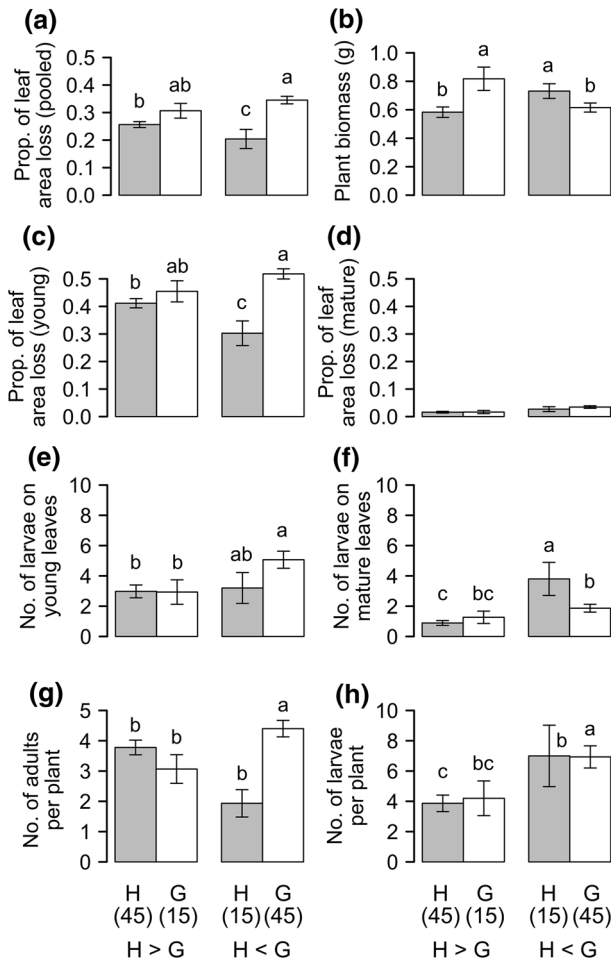 (a)
Prop. of leaf
area loss (pooled)
0.5
0.4
0.3
0.2
0.1
0.0
b
ab
c
a
(b)
Plant biomass (g)
1.0
0.8
0.6
0.4
0.2
0.0
b
a
a
b
(c)
Prop. of leaf
area loss (young)
0.5
0.4
0.3
0.2
0.1
0.0
b
ab
c
a
(d)
Prop. of leaf
area loss (mature)
0.5
0.4
0.3
0.2
0.1
0.0
(e)
No. of larvae on
young leaves
10
8
6
4
2
0
b
b
ab
a
(f)
No. of larvae on
mature leaves
10
8
6
4
2
0
c
bc
a
b
(g)
No. of adults
per plant
5
4
3
2
1
0
b
b
b
a
H G H G
(45) (15) (15) (45)
H > G H < G
(h)
No. of larvae
per plant
10
8
6
4
2
0
c
bc
b
a
H G H G
(45) (15) (15) (45)
H > G H < G